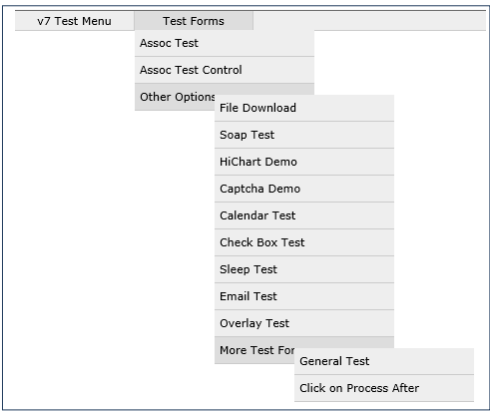 v7 Test Menu Test Forms
Assoc Test
Assoc Test Control
Other Options
File Download
Soap Test
HiChart Demo
Captcha Demo
Calendar Test
Check Box Test
Sleep Test
Email Test
Overlay Test
More Test For
General Test
Click on Process After